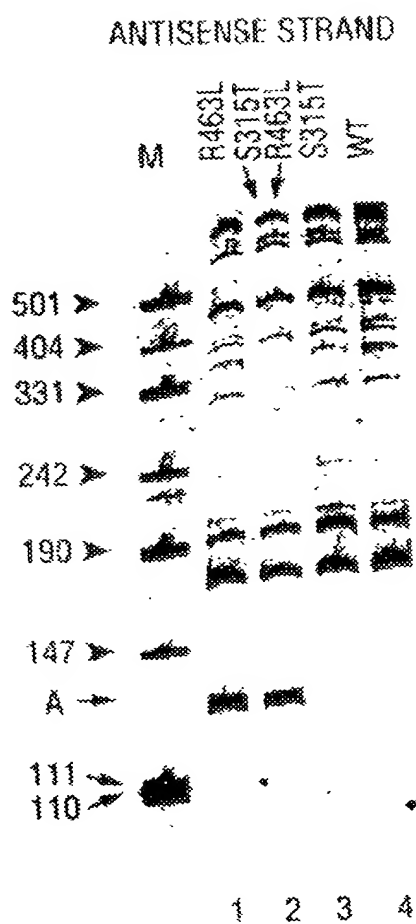 ANTISENSE STRAND
M
R463L
S315T
R463L
S315T
WT
501
404
331
242
190
147
A
111
110
1 2 3 4